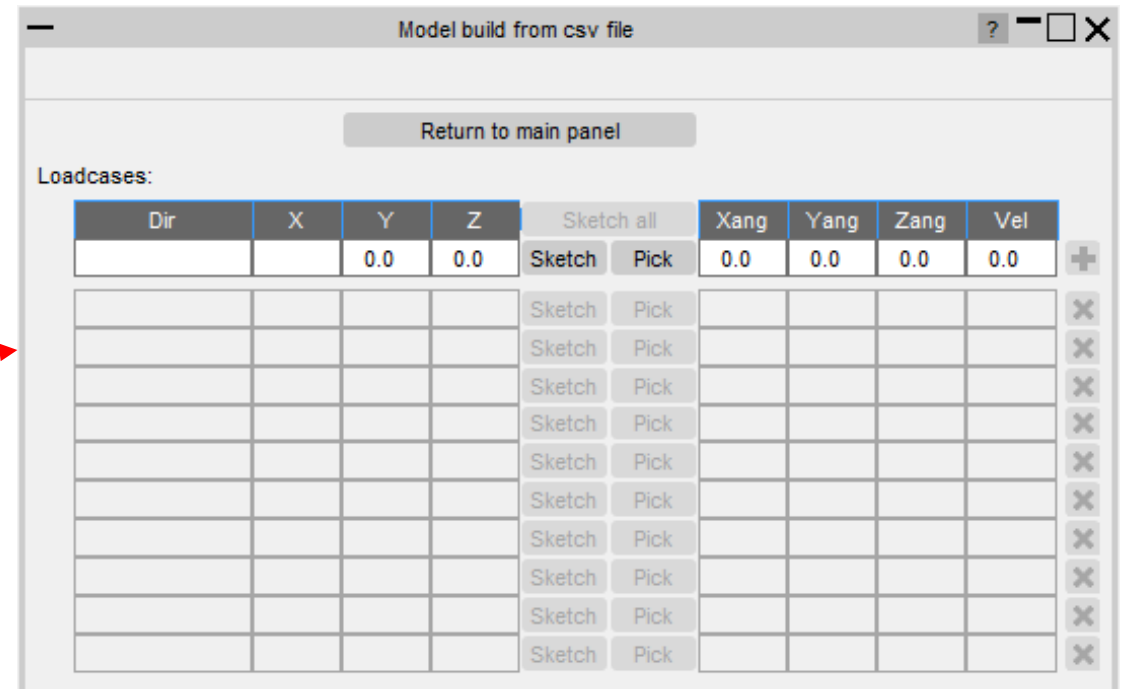 Model build from csv file ?
Return to main panel
Loadcases:
Dir X Y Z Sketch all Xang Yang Zang Vel
0.0 0.0 Sketch Pick 0.0 0.0 0.0 0.0
Sketch Pick
Sketch Pick
Sketch Pick
Sketch Pick
Sketch Pick
Sketch Pick
Sketch Pick
Sketch Pick
Sketch Pick
Sketch Pick